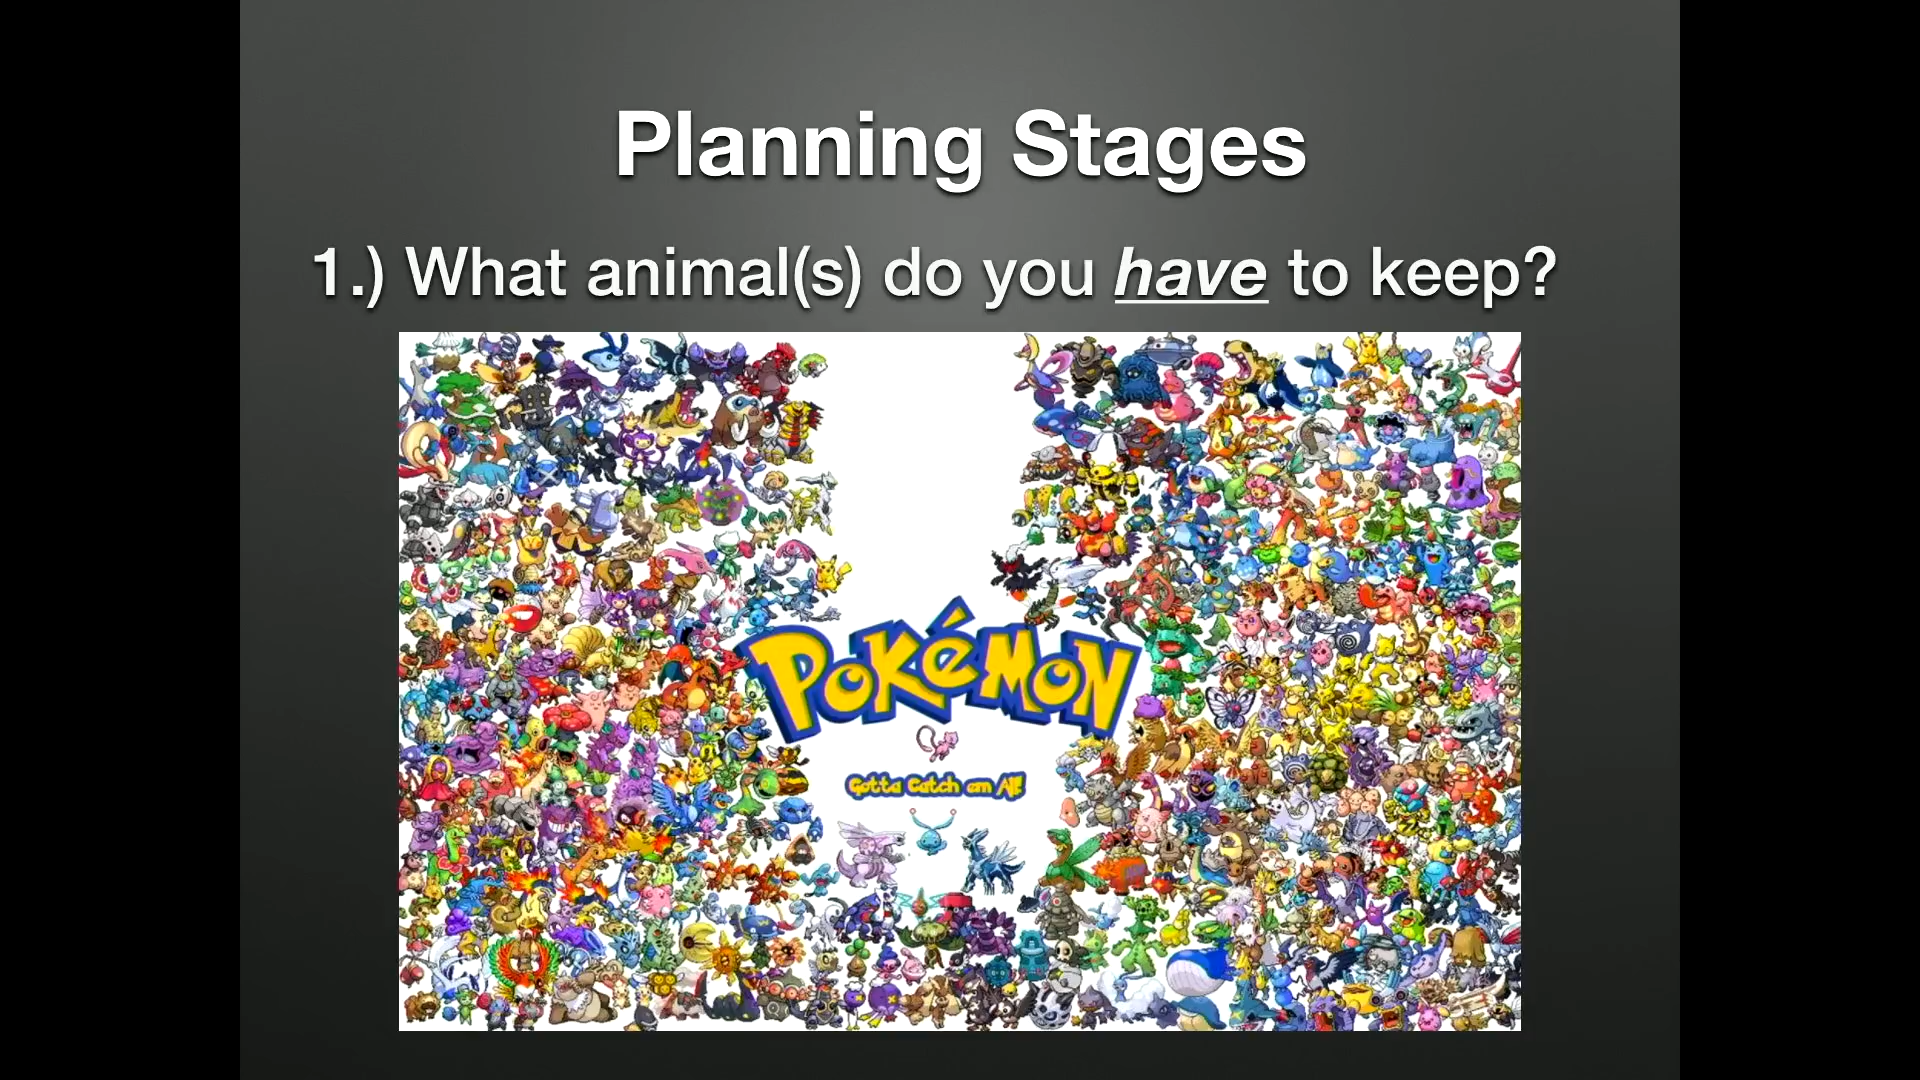 Planning Stages
1.) What animal(s) do you have to keep?
POKéMON
Gotta Catch em All!